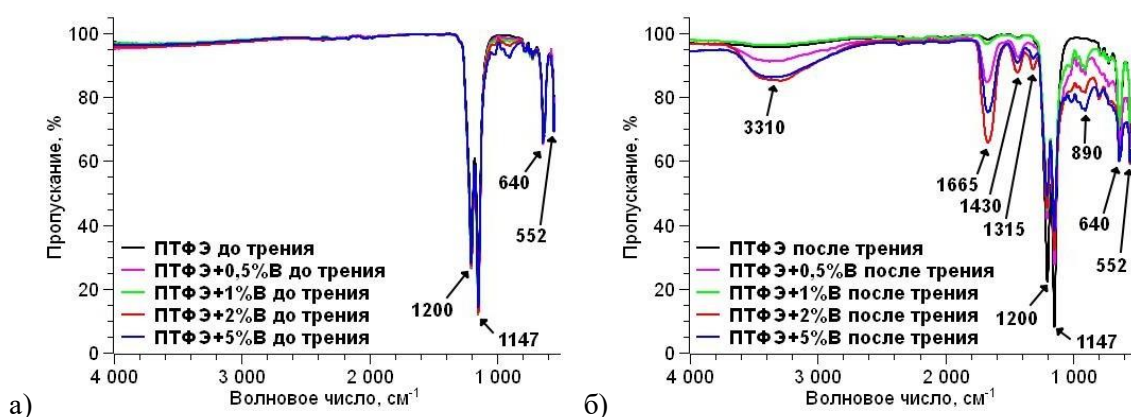 100
80
60
40
20
0
Пропускание, %
640
552
1200
1147
ПТФЭ до трения
ПТФЭ+0,5%В до трения
ПТФЭ+1%В до трения
ПТФЭ+2%В до трения
ПТФЭ+5%В до трения
4 000
3 000
2 000
1 000
Волновое число, см⁻¹
а)
100
80
60
40
20
0
Пропускание, %
3310
1665
1430
1315
890
640
552
1200
1147
ПТФЭ после трения
ПТФЭ+0,5%В после трения
ПТФЭ+1%В после трения
ПТФЭ+2%В после трения
ПТФЭ+5%В после трения
4 000
3 000
2 000
1 000
Волновое число, см⁻¹
б)